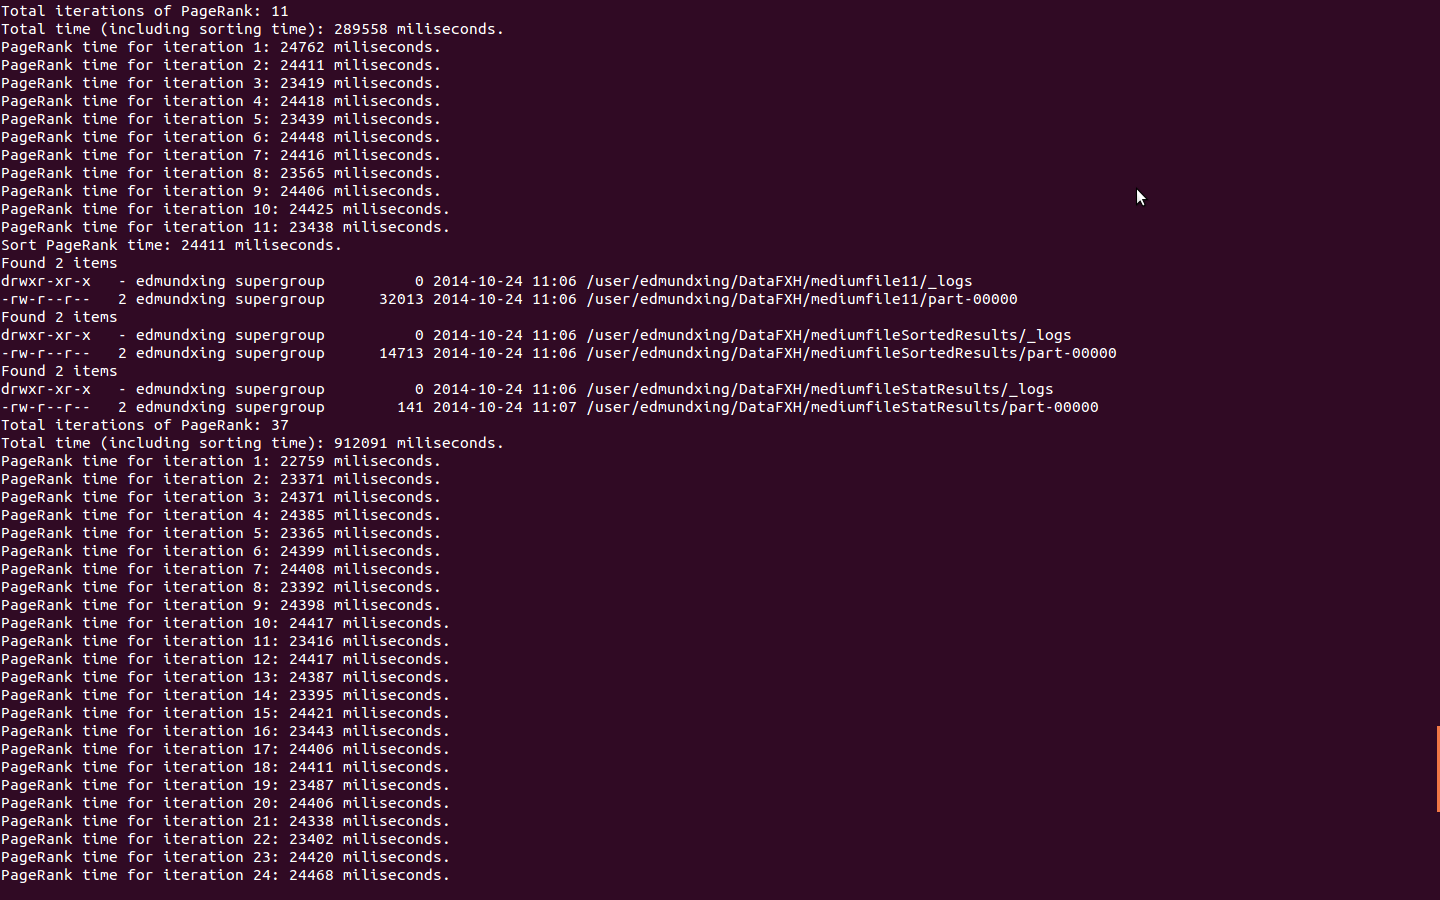 Total iterations of PageRank: 11
Total time (including sorting time): 289558 miliseconds.
PageRank time for iteration 1: 24762 miliseconds.
PageRank time for iteration 2: 24411 miliseconds.
PageRank time for iteration 3: 23419 miliseconds.
PageRank time for iteration 4: 24418 miliseconds.
PageRank time for iteration 5: 23439 miliseconds.
PageRank time for iteration 6: 24448 miliseconds.
PageRank time for iteration 7: 24416 miliseconds.
PageRank time for iteration 8: 23565 miliseconds.
PageRank time for iteration 9: 24406 miliseconds.
PageRank time for iteration 10: 24425 miliseconds.
PageRank time for iteration 11: 23438 miliseconds.
Sort PageRank time: 24411 miliseconds.
Found 2 items
drwxr-xr-x   - edmundxing supergroup          0 2014-10-24 11:06 /user/edmundxing/DataFXH/mediumfile11/_logs
-rw-r--r--   2 edmundxing supergroup      32013 2014-10-24 11:06 /user/edmundxing/DataFXH/mediumfile11/part-00000
Found 2 items
drwxr-xr-x   - edmundxing supergroup          0 2014-10-24 11:06 /user/edmundxing/DataFXH/mediumfileSortedResults/_logs
-rw-r--r--   2 edmundxing supergroup      14713 2014-10-24 11:06 /user/edmundxing/DataFXH/mediumfileSortedResults/part-00000
Found 2 items
drwxr-xr-x   - edmundxing supergroup          0 2014-10-24 11:06 /user/edmundxing/DataFXH/mediumfileStatResults/_logs
-rw-r--r--   2 edmundxing supergroup        141 2014-10-24 11:07 /user/edmundxing/DataFXH/mediumfileStatResults/part-00000
Total iterations of PageRank: 37
Total time (including sorting time): 912091 miliseconds.
PageRank time for iteration 1: 22759 miliseconds.
PageRank time for iteration 2: 23371 miliseconds.
PageRank time for iteration 3: 24371 miliseconds.
PageRank time for iteration 4: 24385 miliseconds.
PageRank time for iteration 5: 23365 miliseconds.
PageRank time for iteration 6: 24399 miliseconds.
PageRank time for iteration 7: 24408 miliseconds.
PageRank time for iteration 8: 23392 miliseconds.
PageRank time for iteration 9: 24398 miliseconds.
PageRank time for iteration 10: 24417 miliseconds.
PageRank time for iteration 11: 23416 miliseconds.
PageRank time for iteration 12: 24417 miliseconds.
PageRank time for iteration 13: 24387 miliseconds.
PageRank time for iteration 14: 23395 miliseconds.
PageRank time for iteration 15: 24421 miliseconds.
PageRank time for iteration 16: 23443 miliseconds.
PageRank time for iteration 17: 24406 miliseconds.
PageRank time for iteration 18: 24411 miliseconds.
PageRank time for iteration 19: 23487 miliseconds.
PageRank time for iteration 20: 24406 miliseconds.
PageRank time for iteration 21: 24338 miliseconds.
PageRank time for iteration 22: 23402 miliseconds.
PageRank time for iteration 23: 24420 miliseconds.
PageRank time for iteration 24: 24468 miliseconds.